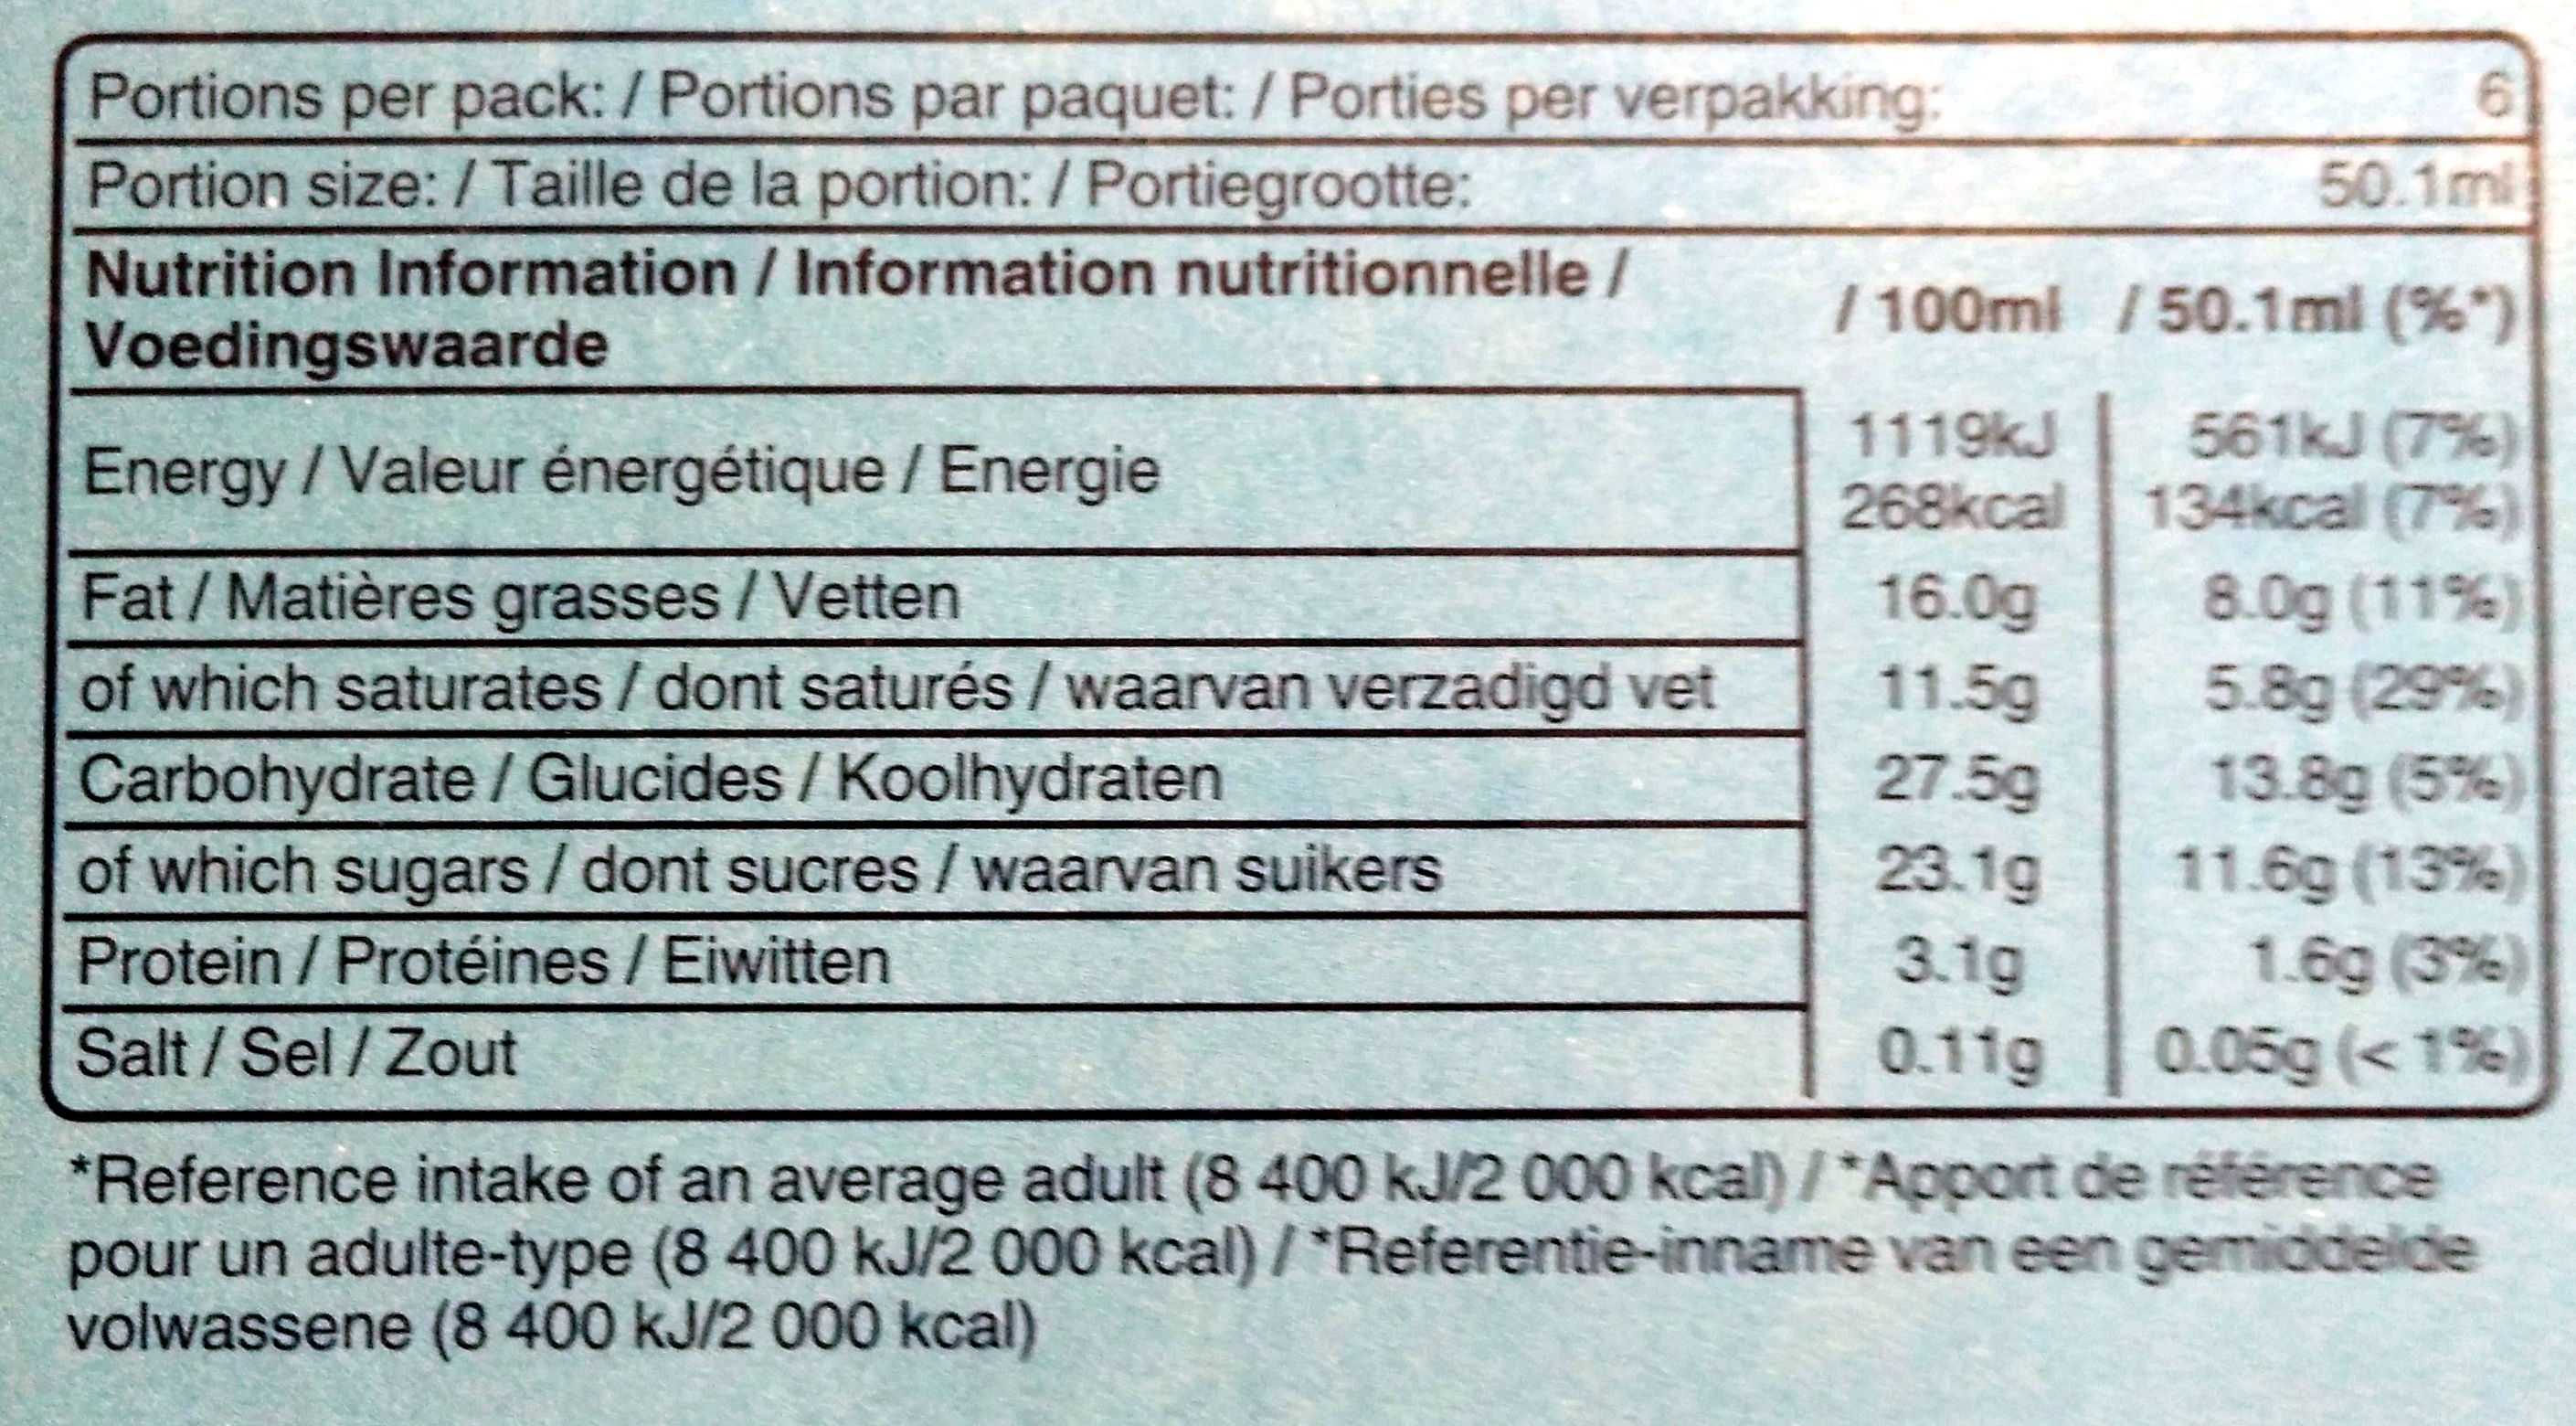 Portions per pack: / Portions par paquet: / Porties per verpakking: 6
Portion size: / Taille de la portion: / Portiegrootte: 50.1ml
Nutrition Information / Information nutritionnelle /
Voedingswaarde / 100ml / 50.1ml (%*)
Energy / Valeur énergétique / Energie 1119kJ 561kJ (7%)
268kcal 134kcal (7%)
Fat / Matières grasses / Vetten 16.0g 8.0g (11%)
of which saturates / dont saturés / waarvan verzadigd vet 11.5g 5.8g (29%)
Carbohydrate / Glucides / Koolhydraten 27.5g 13.8g (5%)
of which sugars / dont sucres / waarvan suikers 23.1g 11.6g (13%)
Protein / Protéines / Eiwitten 3.1g 1.6g (3%)
Salt / Sel / Zout 0.11g 0.05g (< 1%)
*Reference intake of an average adult (8 400 kJ/2 000 kcal) / *Apport de référence
pour un adulte-type (8 400 kJ/2 000 kcal) / *Referentie-inname van een gemiddelde
volwassene (8 400 kJ/2 000 kcal)